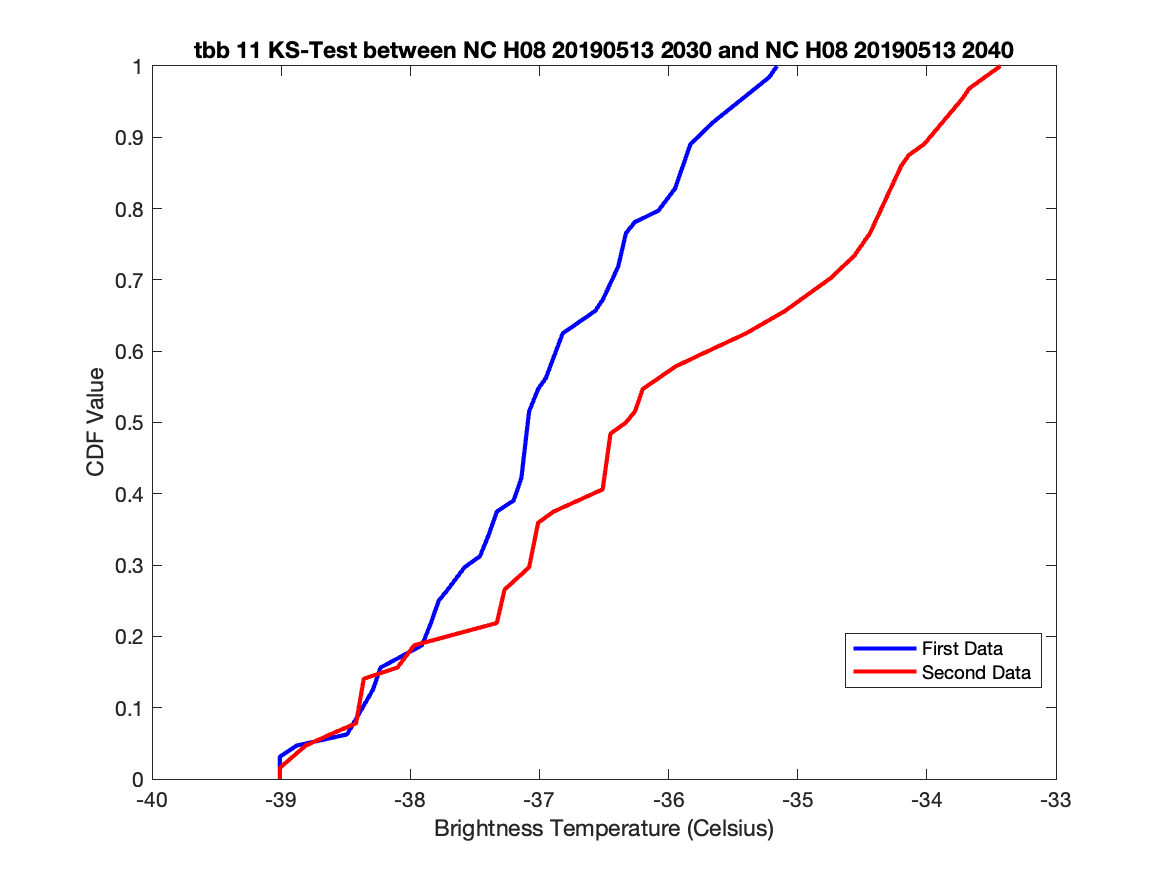 tbb 11 KS-Test between NC H08 20190513 2030 and NC H08 20190513 2040
1
0.9
0.8
0.7
0.6
0.5
0.4
0.3
0.2
0.1
0
CDF Value
First Data
Second Data
-40 -39 -38 -37 -36 -35 -34 -33
Brightness Temperature (Celsius)